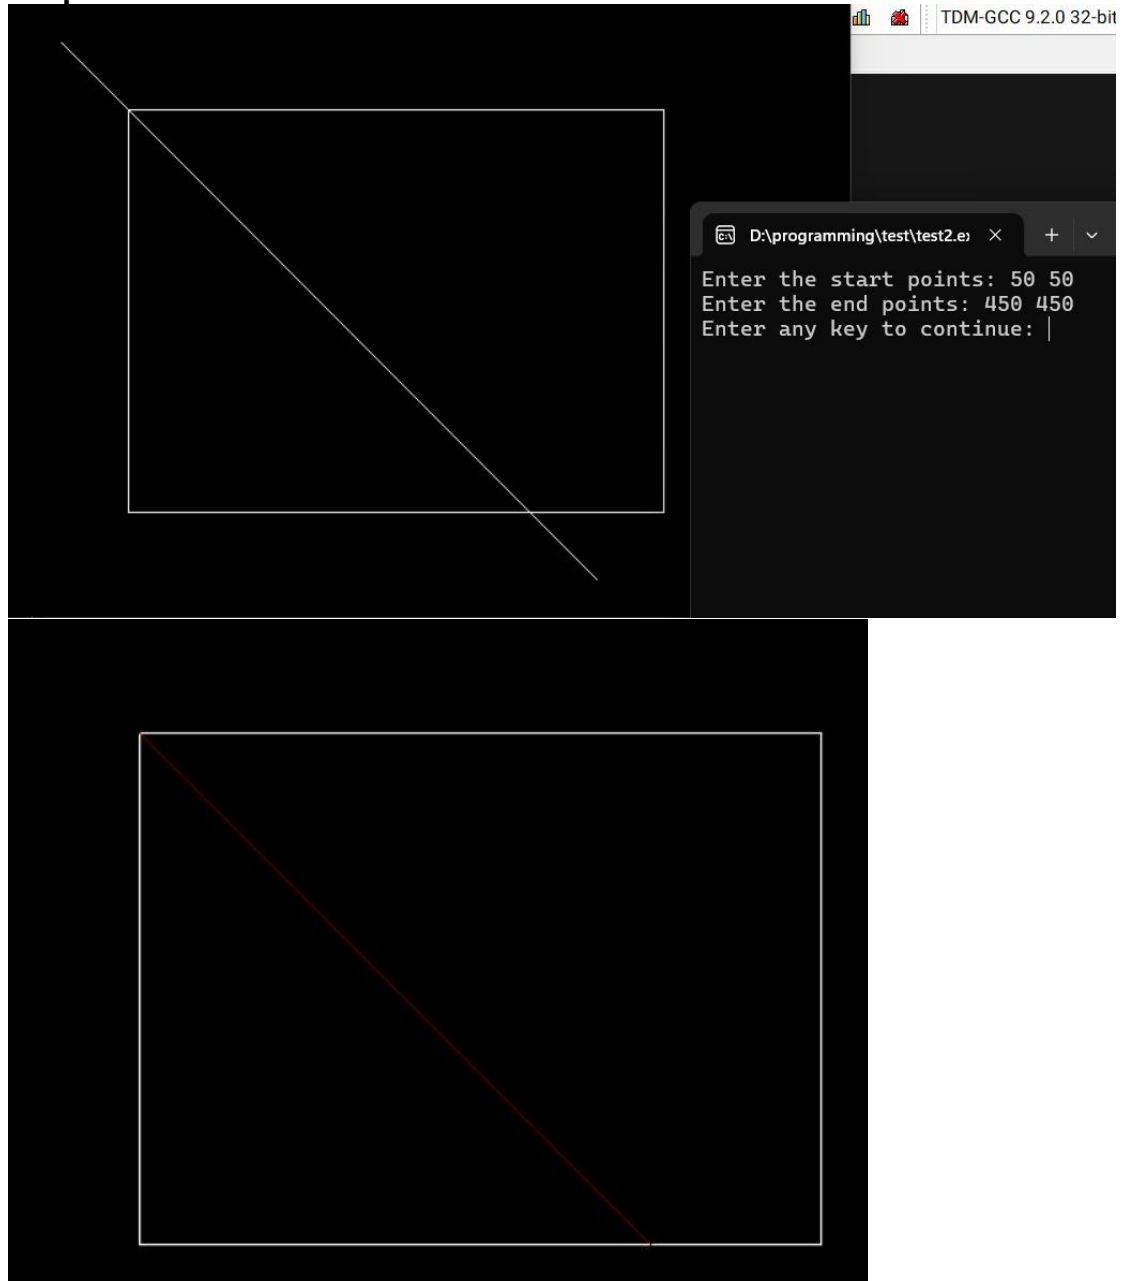 TDM-GCC 9.2.0 32-bit
D:\programming\test\test2.e
Enter the start points: 50 50
Enter the end points: 450 450
Enter any key to continue: